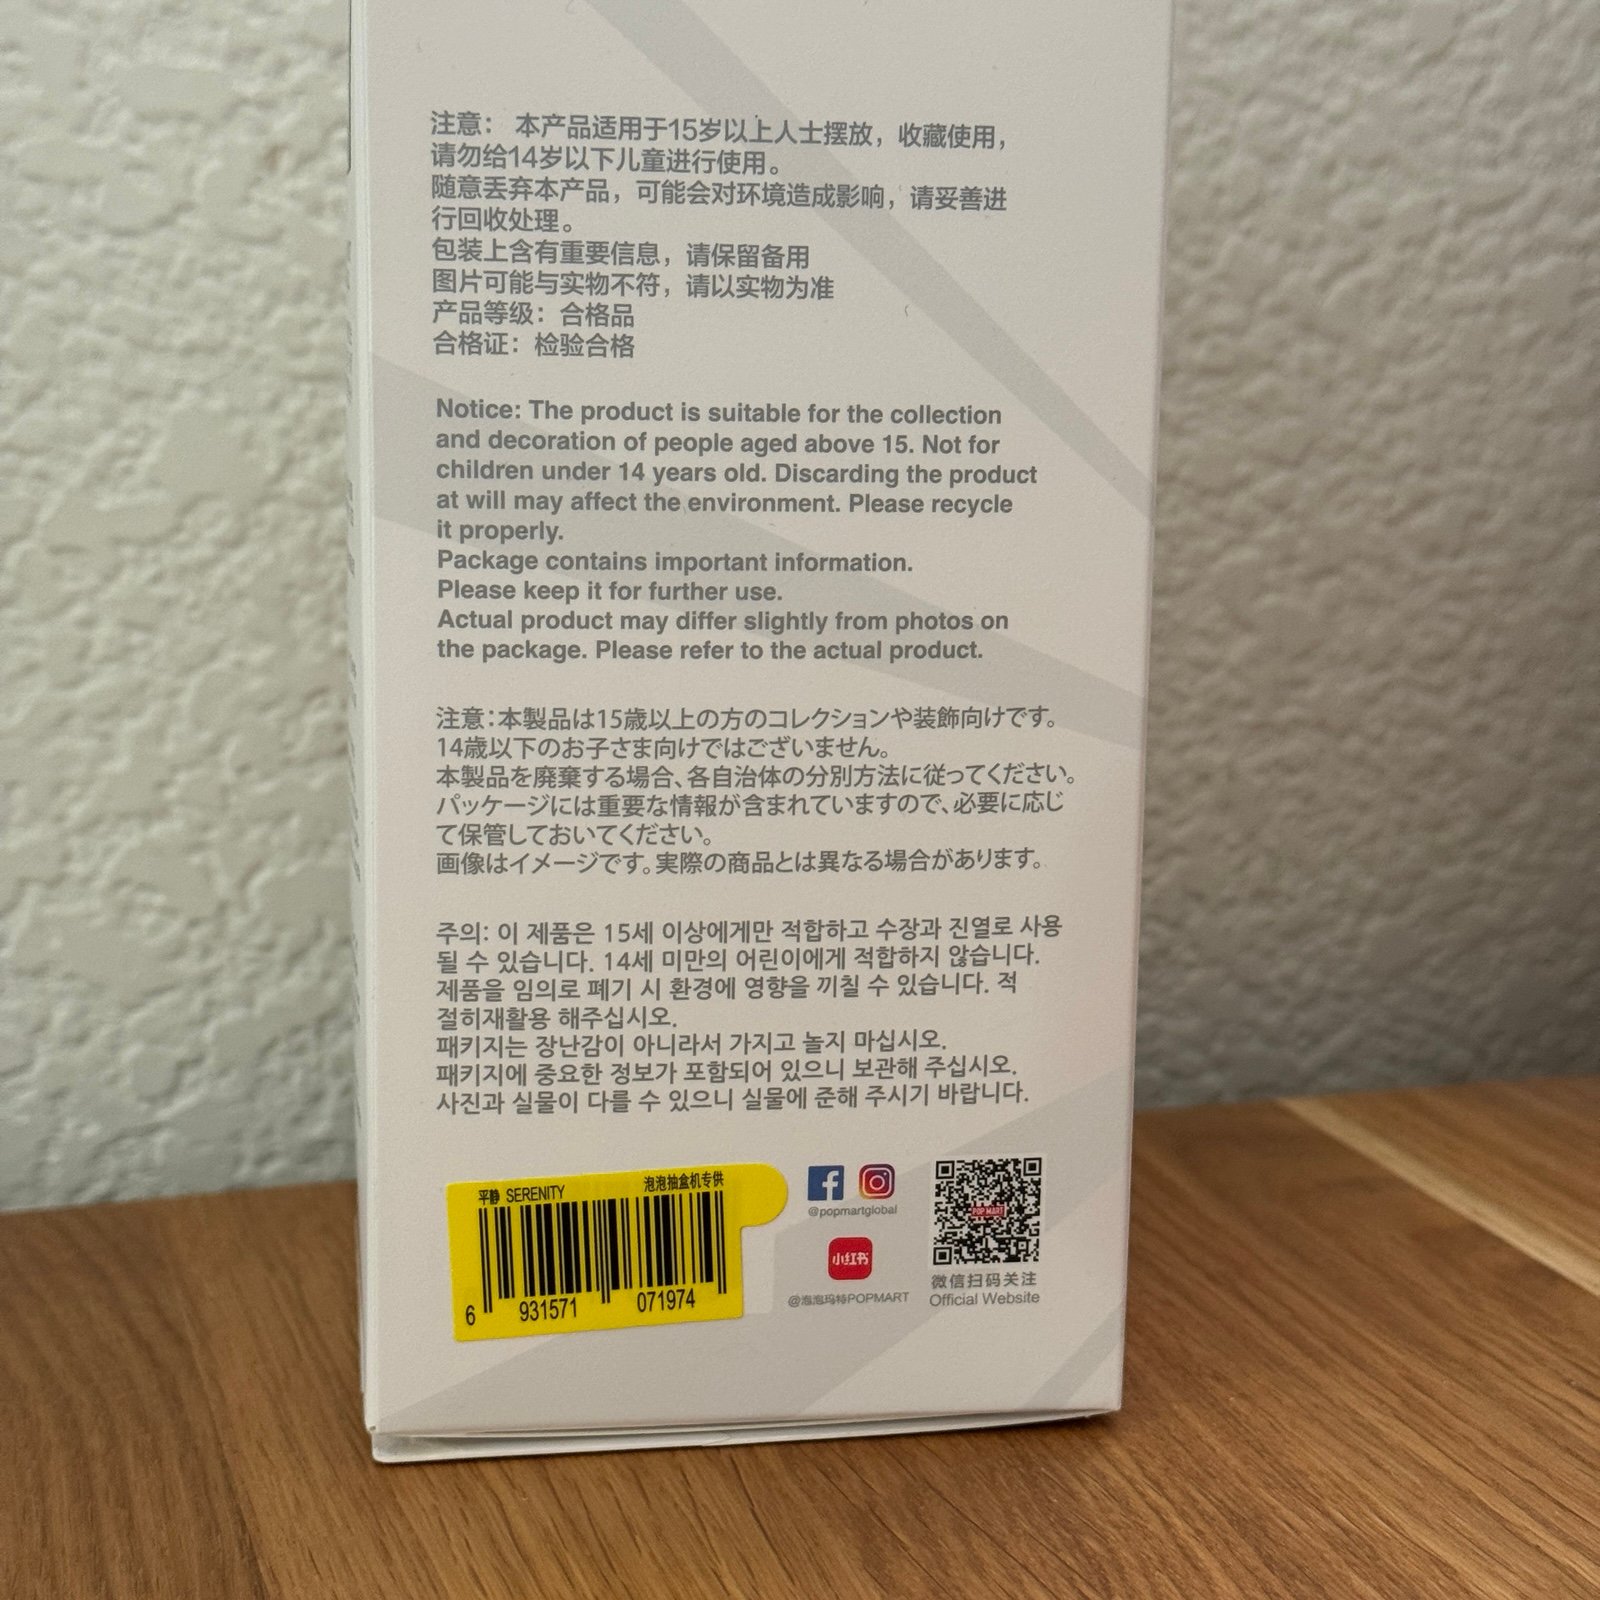 注意： 本产品适用于15岁以上人士摆放，收藏使用，
请勿给14岁以下儿童进行使用。
随意丢弃本产品，可能会对环境造成影响，请妥善进
行回收处理。
包装上含有重要信息，请保留备用
图片可能与实物不符，请以实物为准
产品等级：合格品
合格证：检验合格
Notice: The product is suitable for the collection
and decoration of people aged above 15. Not for
children under 14 years old. Discarding the product
at will may affect the environment. Please recycle
it properly.
Package contains important information.
Please keep it for further use.
Actual product may differ slightly from photos on
the package. Please refer to the actual product.
注意：本製品は15歳以上の方のコレクションや装飾向けです。
14歳以下のお子さま向けではございません。
本製品を廃棄する場合、各自治体の分別方法に従ってください。
パッケージには重要な情報が含まれていますので、必要に応じ
て保管しておいてください。
画像はイメージです。実際の商品とは異なる場合があります。
주의: 이 제품은 15세 이상에게만 적합하고 수장과 진열로 사용
될 수 있습니다. 14세 미만의 어린이에게 적합하지 않습니다.
제품을 임의로 폐기 시 환경에 영향을 끼칠 수 있습니다. 적
절히재활용 해주십시오.
패키지는 장난감이 아니라서 가지고 놀지 마십시오.
패키지에 중요한 정보가 포함되어 있으니 보관해 주십시오.
사진과 실물이 다를 수 있으니 실물에 준해 주시기 바랍니다.
平静 SERENITY 泡泡抽盒机专供
6 931571 071974
@popmartglobal
小红书
@泡泡玛特POPMART
POP MART
微信扫码关注
Official Website